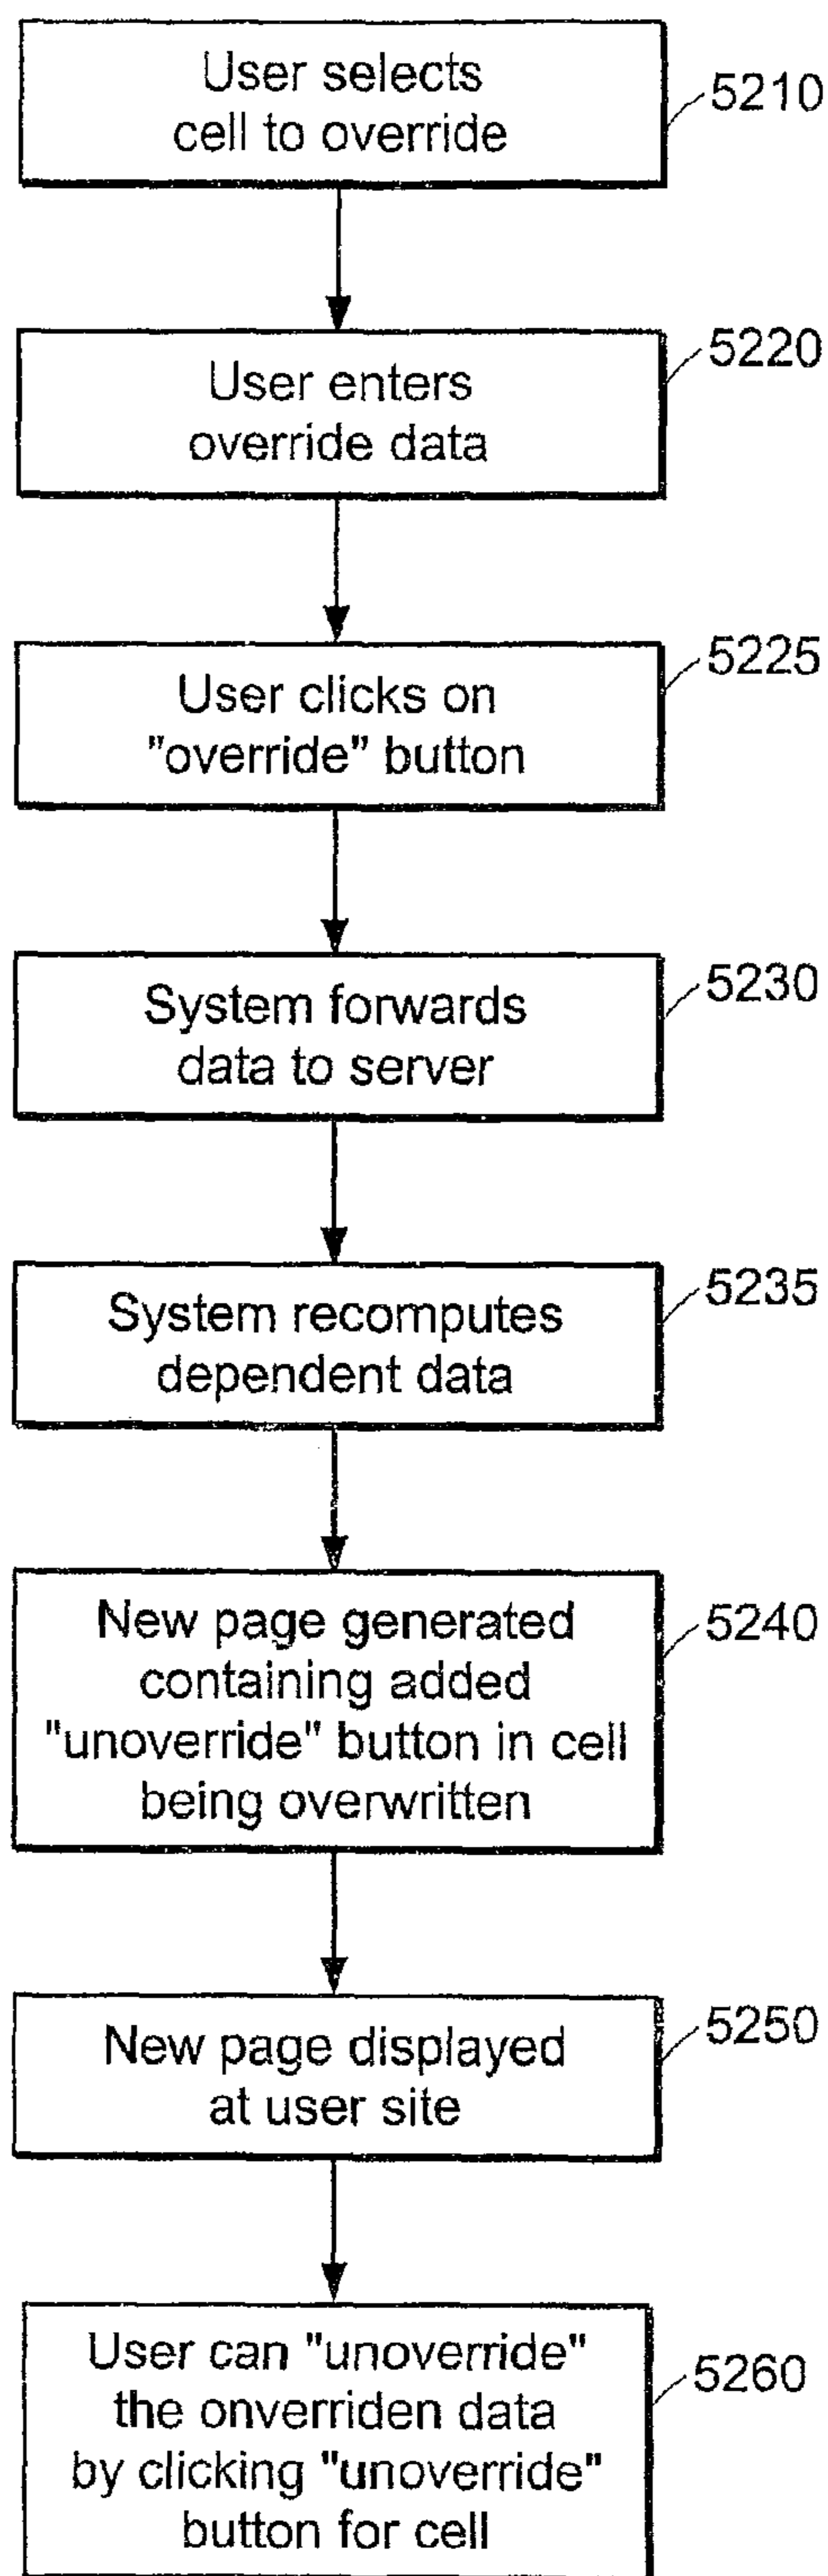 User selects
cell to override
5210
User enters
override data
5220
User clicks on
"override" button
5225
System forwards
data to server
5230
System recomputes
dependent data
5235
New page generated
containing added
"unoverride" button in cell
being overwritten
5240
New page displayed
at user site
5250
User can "unoverride"
the onverriden data
by clicking "unoverride"
button for cell
5260